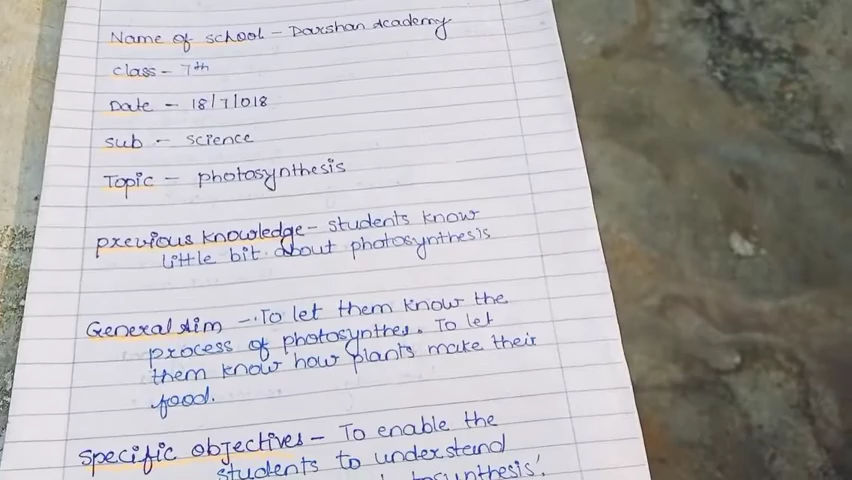 Name of school - Darshan Academy
class - 7th
Date - 18/7/018
sub - science
Topic - photosynthesis
previous knowledge - students know
little bit about photosynthesis
General Aim - To let them know the
process of photosynthes. To let
them know how plants make their
food.
specific objectives - To enable the
students to understand